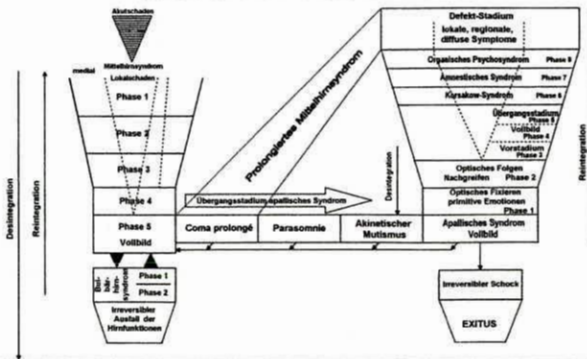 Akutschaden
Mittelhirnsyndrom
medial
Lokalschaden
Phase 1
Phase 2
Phase 3
Phase 4
Phase 5
Vollbild
Phase 1
Phase 2
Irreversibler
Ausfall der
Hirnfunktionen
Desintegration
Reintegration
Prolongiertes Mittelhirnsyndrom
Übergangsstadium apallisches Syndrom
Coma prolongé
Parasomnie
Akinetischer
Mutismus
Apallisches Syndrom
Vollbild
Defekt-Stadium
lokale, regionale,
diffuse Symptome
Organisches Psychosyndrom Phase 8
Amnestisches Syndrom Phase 7
Korsakow-Syndrom Phase 6
Übergangsstadium
Phase 5
Vollbild
Phase 4
Vorstadium
Phase 3
Optisches Folgen
Nachgreifen Phase 2
Optisches Fixieren
primitive Emotionen
Phase 1
Desintegration
Reintegration
Irreversibler Schock
EXITUS